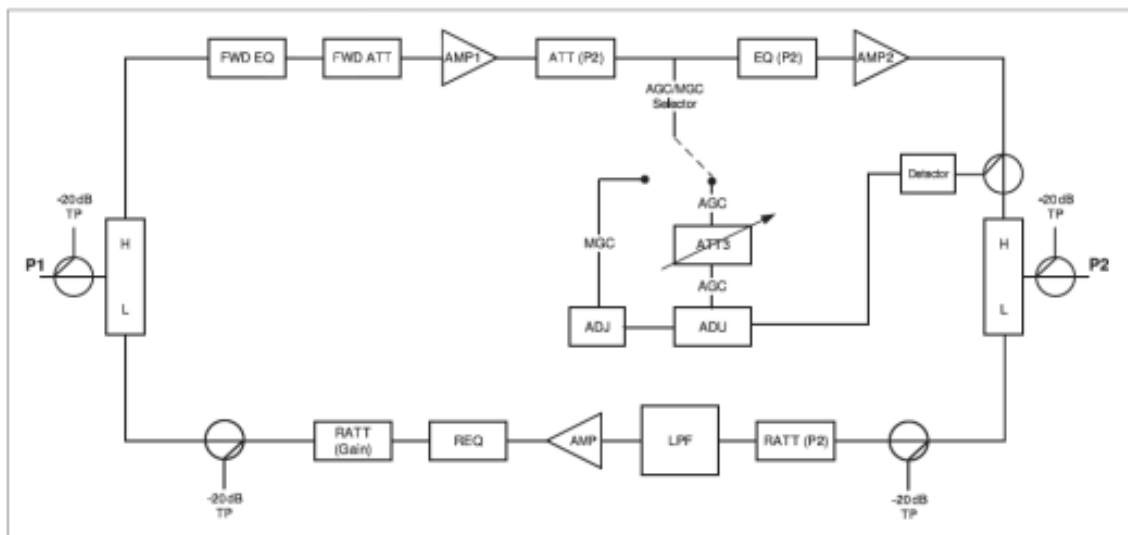 FWD EQ
FWD ATT
AMP1
ATT (P2)
EQ (P2)
AMP2
AGC/MGC
Selector
Detector
-20dB
TP
-20dB
TP
AGC
MGC
ATT3
AGC
P1
H
L
H
L
P2
ADJ
ADU
RATT
(Gain)
REQ
AMP
LPF
RATT (P2)
-20dB
TP
-20dB
TP